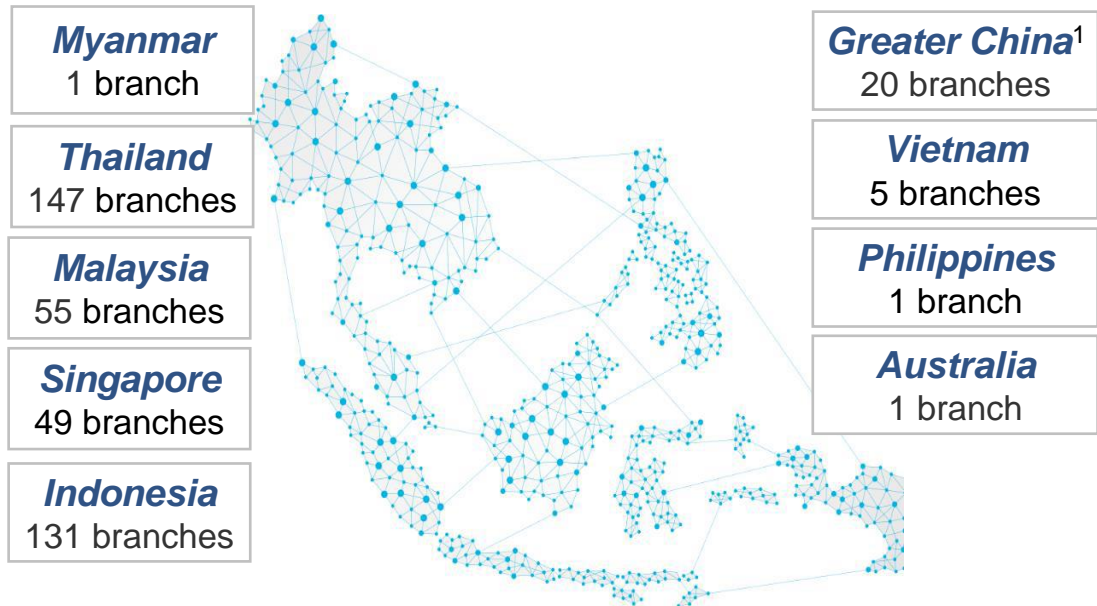 Myanmar
1 branch
Thailand
147 branches
Malaysia
55 branches
Singapore
49 branches
Indonesia
131 branches
Greater China¹
20 branches
Vietnam
5 branches
Philippines
1 branch
Australia
1 branch